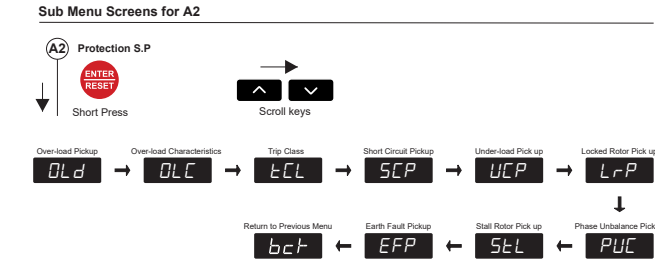 Sub Menu Screens for A2
A2 Protection S.P
ENTER
RESET
Short Press
Scroll keys
Over-load Pickup Over-load Characteristics Trip Class Short Circuit Pickup Under-load Pick up Locked Rotor Pick up
OLd OLC tCL SCP UCP LrP
Return to Previous Menu Earth Fault Pickup Stall Rotor Pick up Phase Unbalance Pick
bct EFP StL PUC